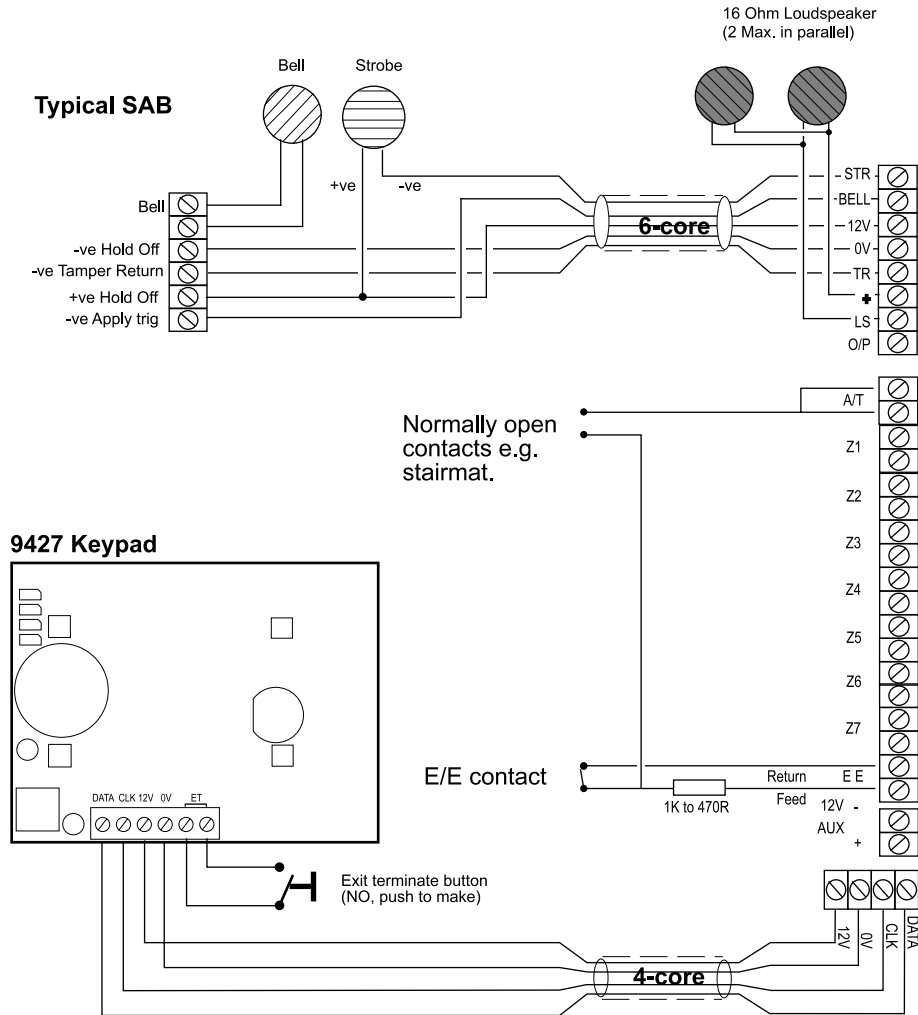 16 Ohm Loudspeaker
(2 Max. in parallel)
Bell
Strobe
Typical SAB
+ve
-ve
Bell
-ve Hold Off
-ve Tamper Return
+ve Hold Off
-ve Apply trig
6-core
STR
BELL
12V
0V
TR
+
LS
O/P
A/T
Normally open
contacts e.g.
stairmat.
Z1
Z2
Z3
Z4
Z5
Z6
Z7
9427 Keypad
E/E contact
Return
E E
1K to 470R
Feed
12V -
AUX
+
DATA CLK 12V 0V ET
Exit terminate button
(NO, push to make)
12V
0V
CLK
DATA
4-core